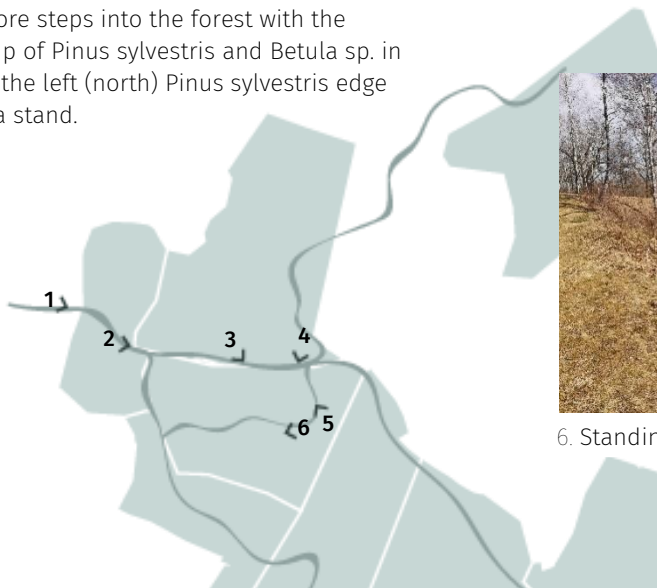 ore steps into the forest with the
p of Pinus sylvestris and Betula sp. in
the left (north) Pinus sylvestris edge
a stand.
1
2
3
4
5
6
6. Standin